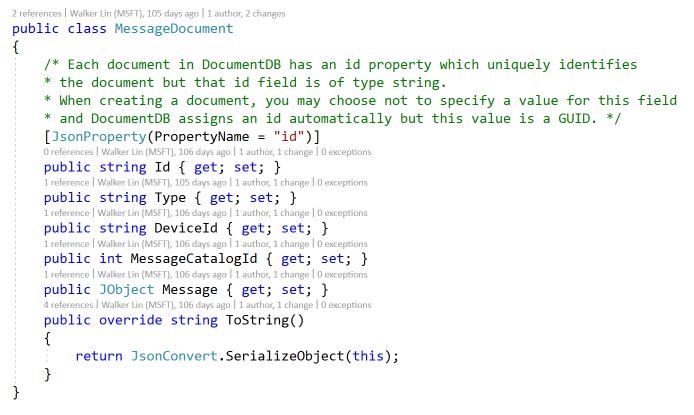 2 references | Walker Lin (MSFT), 105 days ago | 1 author, 2 changes
public class MessageDocument
{
/* Each document in DocumentDB has an id property which uniquely identifies
* the document but that id field is of type string.
* When creating a document, you may choose not to specify a value for this field
* and DocumentDB assigns an id automatically but this value is a GUID. */
[JsonProperty(PropertyName = "id")]
0 references | Walker Lin (MSFT), 106 days ago | 1 author, 1 change | 0 exceptions
public string Id { get; set; }
1 reference | Walker Lin (MSFT), 105 days ago | 1 author, 1 change | 0 exceptions
public string Type { get; set; }
1 reference | Walker Lin (MSFT), 106 days ago | 1 author, 1 change | 0 exceptions
public string DeviceId { get; set; }
1 reference | Walker Lin (MSFT), 106 days ago | 1 author, 1 change | 0 exceptions
public int MessageCatalogId { get; set; }
1 reference | Walker Lin (MSFT), 106 days ago | 1 author, 1 change | 0 exceptions
public JObject Message { get; set; }
4 references | Walker Lin (MSFT), 106 days ago | 1 author, 1 change | 0 exceptions
public override string ToString()
{
return JsonConvert.SerializeObject(this);
}
}